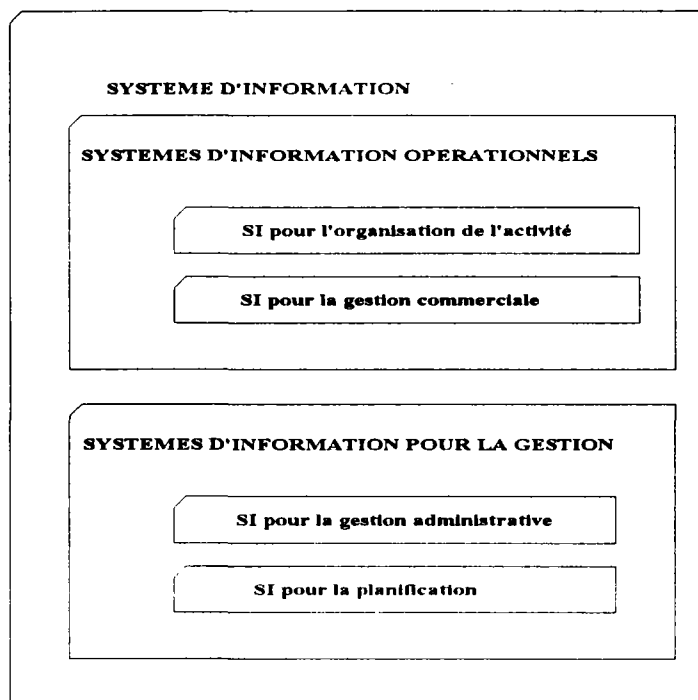 SYSTEME D'INFORMATION
SYSTEMES D'INFORMATION OPERATIONNELS
SI pour l'organisation de l'activité
SI pour la gestion commerciale
SYSTEMES D'INFORMATION POUR LA GESTION
SI pour la gestion administrative
SI pour la planification